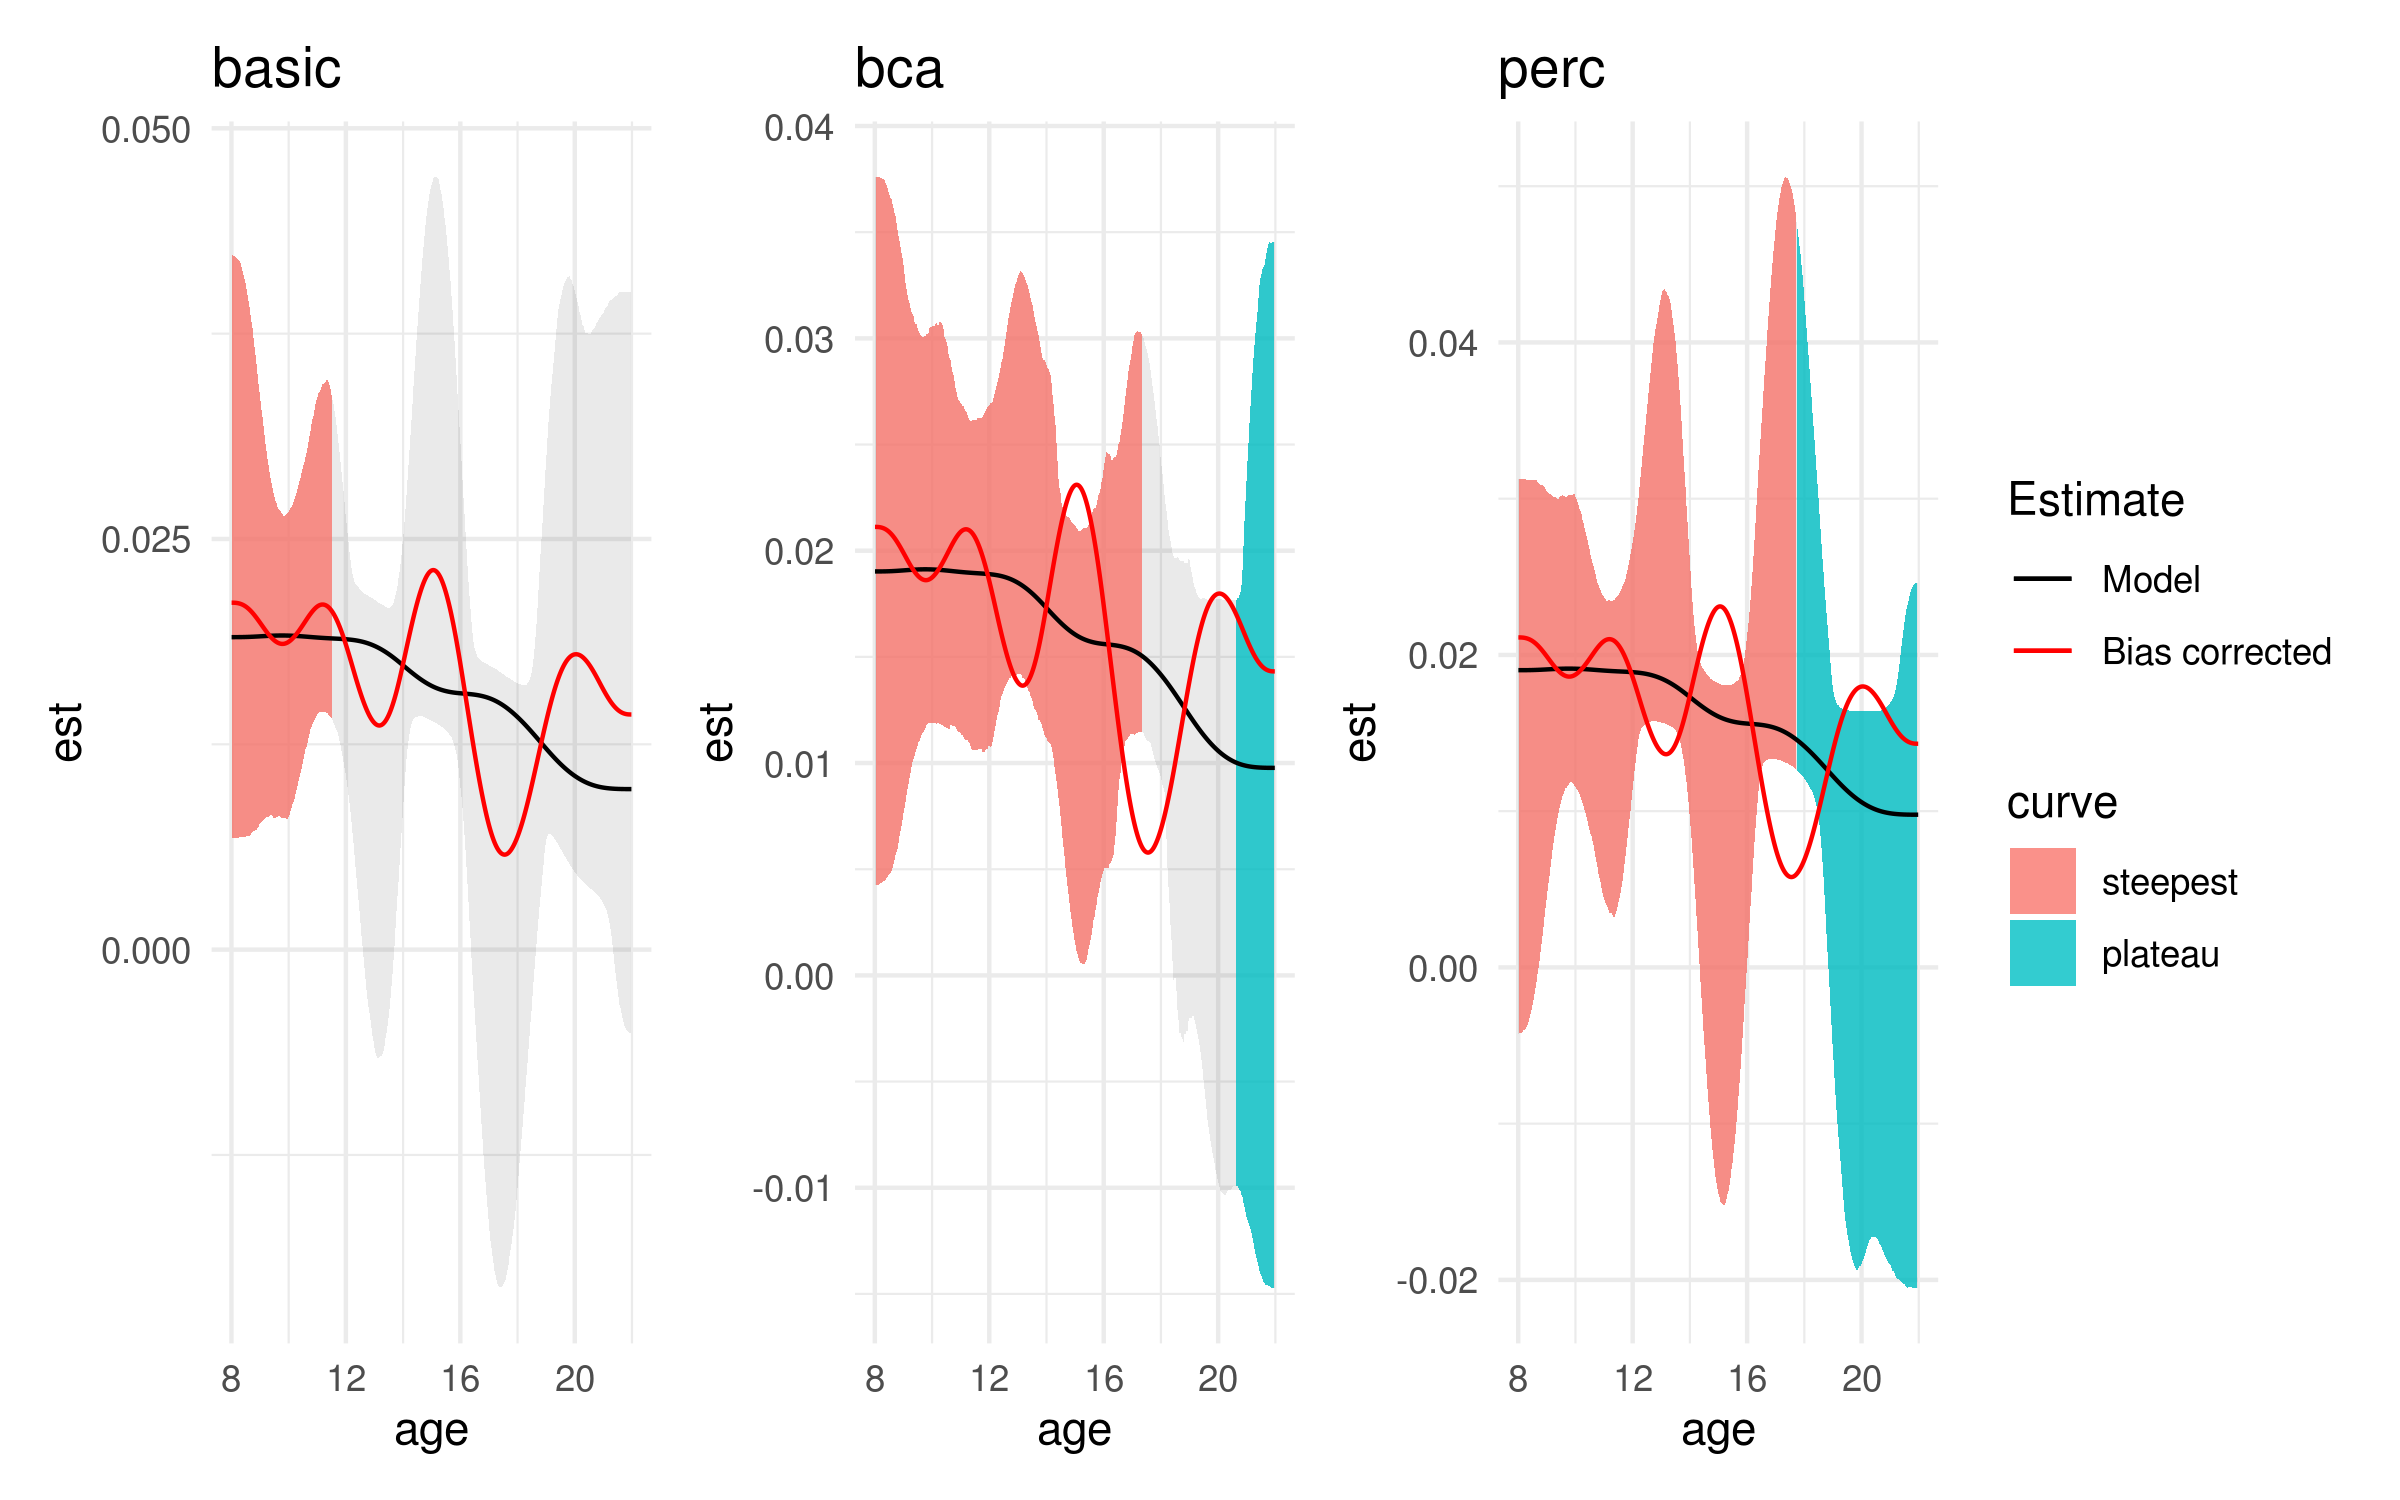 basic
0.050
0.025
0.000
est
8 12 16 20
age
bca
0.04
0.03
0.02
0.01
0.00
-0.01
est
8 12 16 20
age
perc
0.04
0.02
0.00
-0.02
est
8 12 16 20
age
Estimate
Model
Bias corrected
curve
steepest
plateau